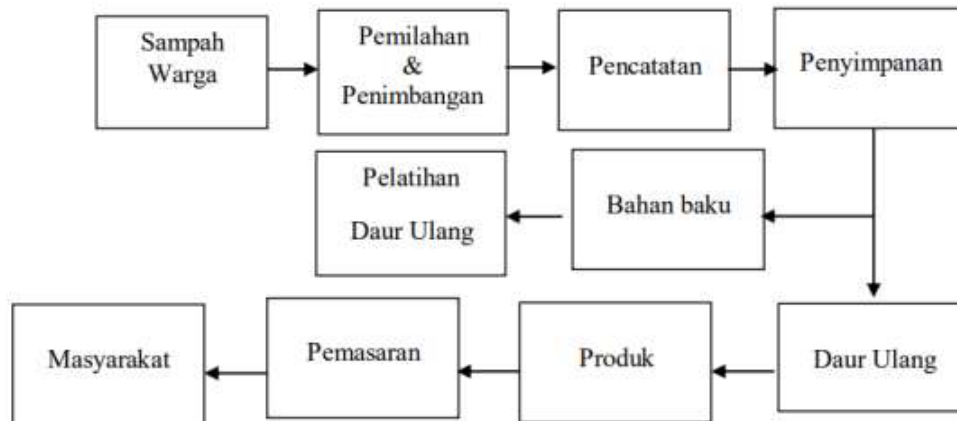 Sampah
Warga
Pemilahan
&
Penimbangan
Pencatatan
Penyimpanan
Pelatihan
Daur Ulang
Bahan baku
Masyarakat
Pemasaran
Produk
Daur Ulang